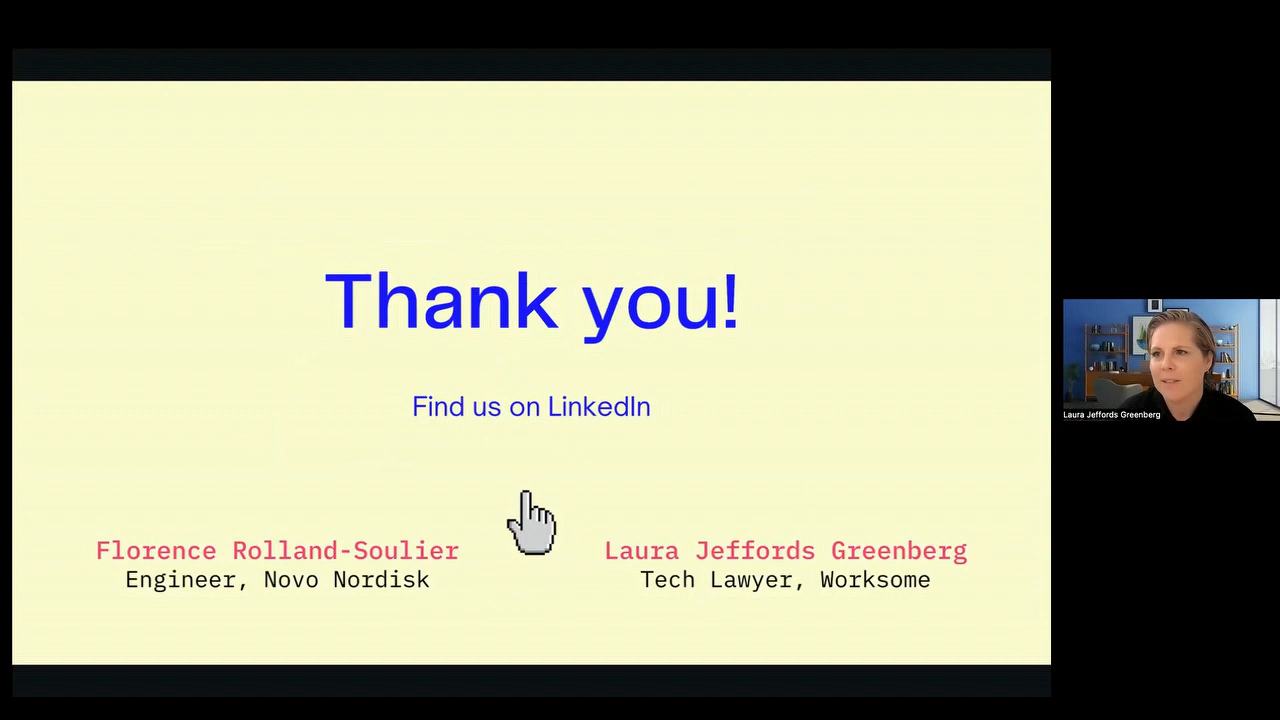 Thank you!
Find us on LinkedIn
Florence Rolland-Soulier
Engineer, Novo Nordisk
Laura Jeffords Greenberg
Tech Lawyer, Worksome
Laura Jeffords Greenberg